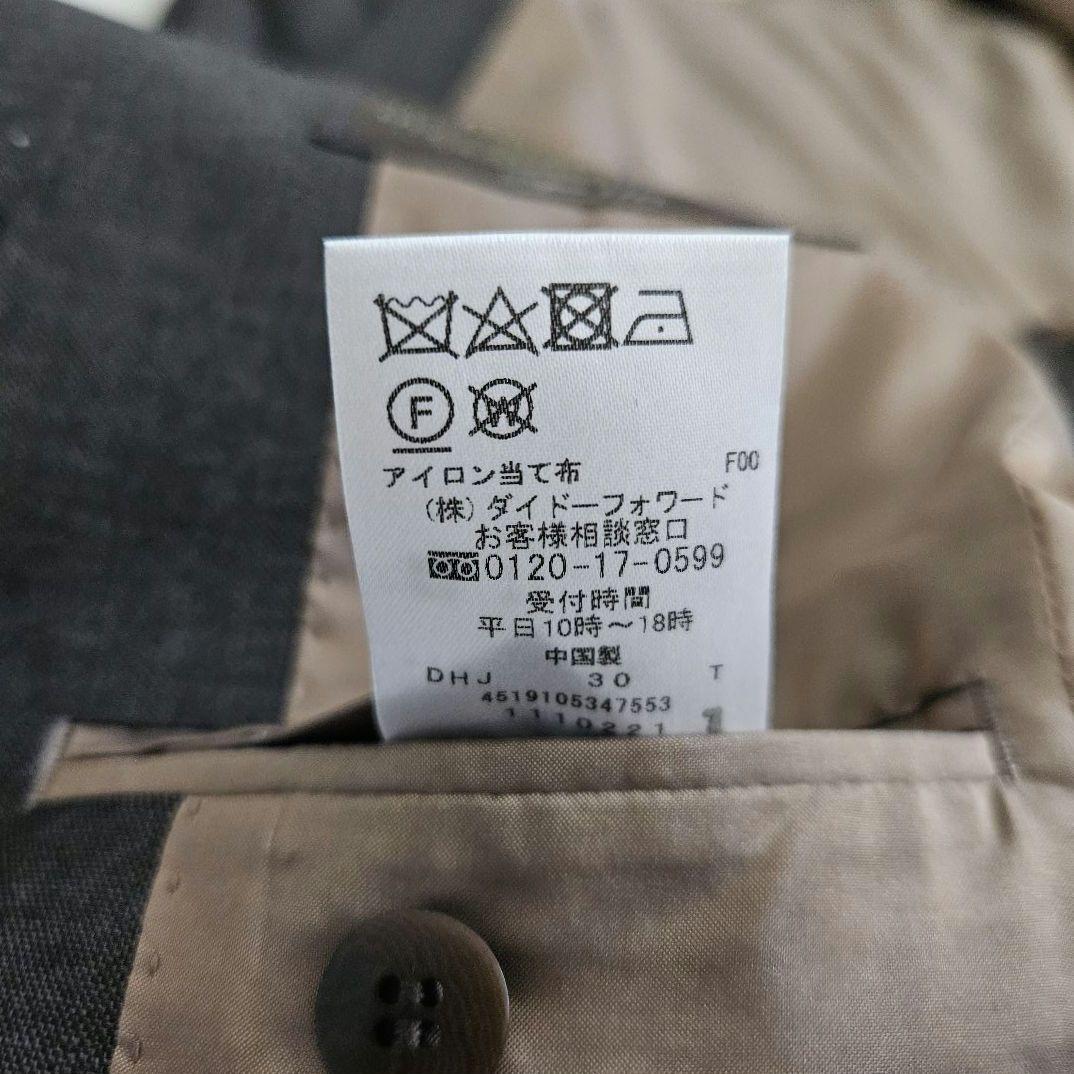 F
W
アイロン当て布 F00
(株)ダイドーフォワード
お客様相談窓口
0120-17-0599
受付時間
平日10時〜18時
中国製
DHJ 30 T
4519105347553
1110221 1